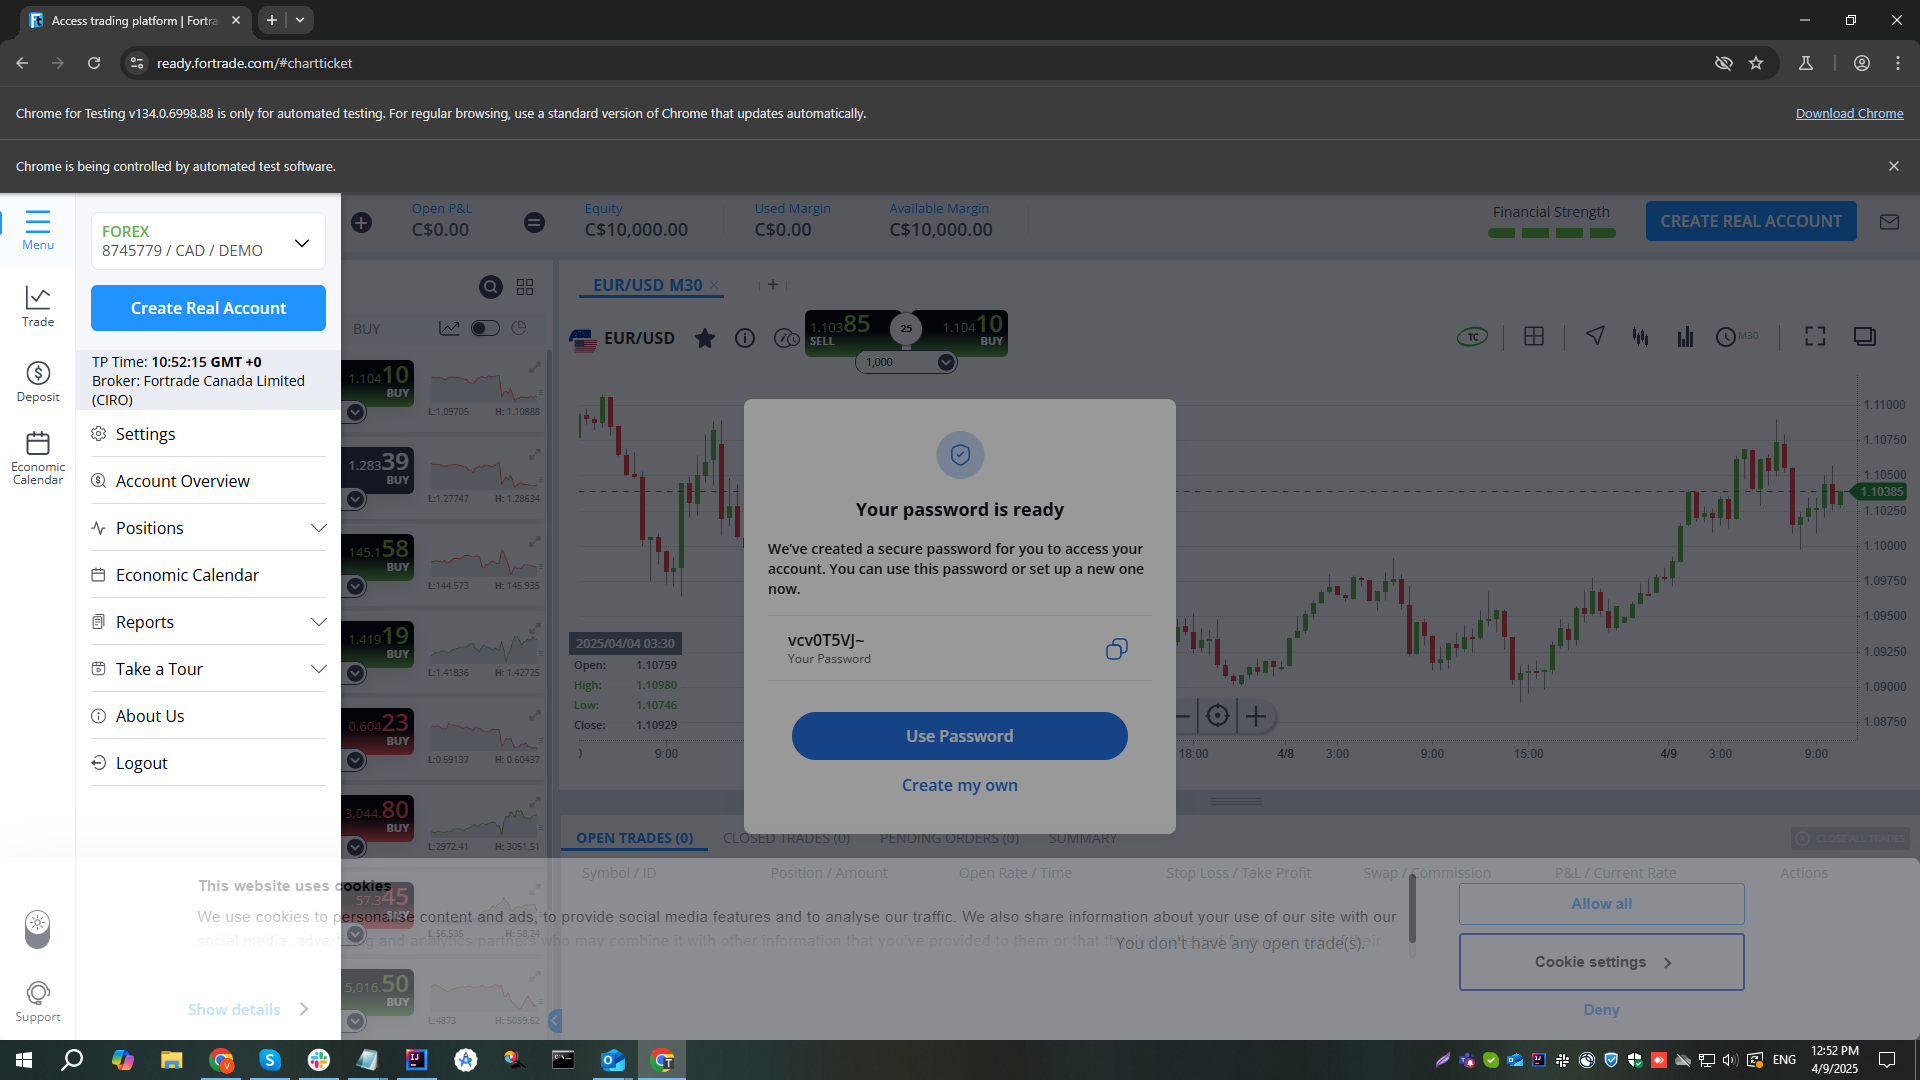 Access trading platform | Fortra
ready.fortrade.com/#chartticket
Chrome for Testing v134.0.6998.88 is only for automated testing. For regular browsing, use a standard version of Chrome that updates automatically.
Download Chrome
Chrome is being controlled by automated test software.
Menu
Trade
Deposit
Economic
Calendar
Support
FOREX
8745779 / CAD / DEMO
Create Real Account
TP Time: 10:52:15 GMT +0
Broker: Fortrade Canada Limited
(CIRO)
Settings
Account Overview
Positions
Economic Calendar
Reports
Take a Tour
About Us
Logout
Open P&L
C$0.00
Equity
C$10,000.00
Used Margin
C$0.00
Available Margin
C$10,000.00
Financial Strength
CREATE REAL ACCOUNT
BUY
1.10410
BUY
L:1.09705 H: 1.10888
1.28339
BUY
L:1.27747 H: 1.28634
145.158
BUY
L:144.573 H: 145.935
1.41919
BUY
L:1.41836 H: 1.42725
0.60423
BUY
L:0.59137 H: 0.60437
3,044.80
BUY
L:2972.41 H: 3051.51
57.345
BUY
L:56.535 H: 58.24
5,016.50
BUY
L:4873 H: 5059.62
EUR/USD M30
EUR/USD
1.10385
SELL
25
1.10410
BUY
1,000
TC
M30
1.11000
1.10750
1.10500
1.10385
1.10250
1.10000
1.09750
1.09500
1.09250
1.09000
1.08750
2025/04/04 03:30
Open: 1.10759
High: 1.10980
Low: 1.10746
Close: 1.10929
9:00
18:00
4/8
3:00
9:00
15:00
4/9
3:00
9:00
Your password is ready
We've created a secure password for you to access your
account. You can use this password or set up a new one
now.
vcv0T5VJ~
Your Password
Use Password
Create my own
OPEN TRADES (0)
CLOSED TRADES (0)
PENDING ORDERS (0)
SUMMARY
CLOSE ALL TRADES
Symbol / ID
Position / Amount
Open Rate / Time
Stop Loss / Take Profit
Swap / Commission
P&L / Current Rate
Actions
You don't have any open trade(s).
This website uses cookies
We use cookies to personalise content and ads, to provide social media features and to analyse our traffic. We also share information about your use of our site with our
social media, advertising and analytics partners who may combine it with other information that you've provided to them or that
Show details
Allow all
Cookie settings
Deny
ENG
12:52 PM
4/9/2025